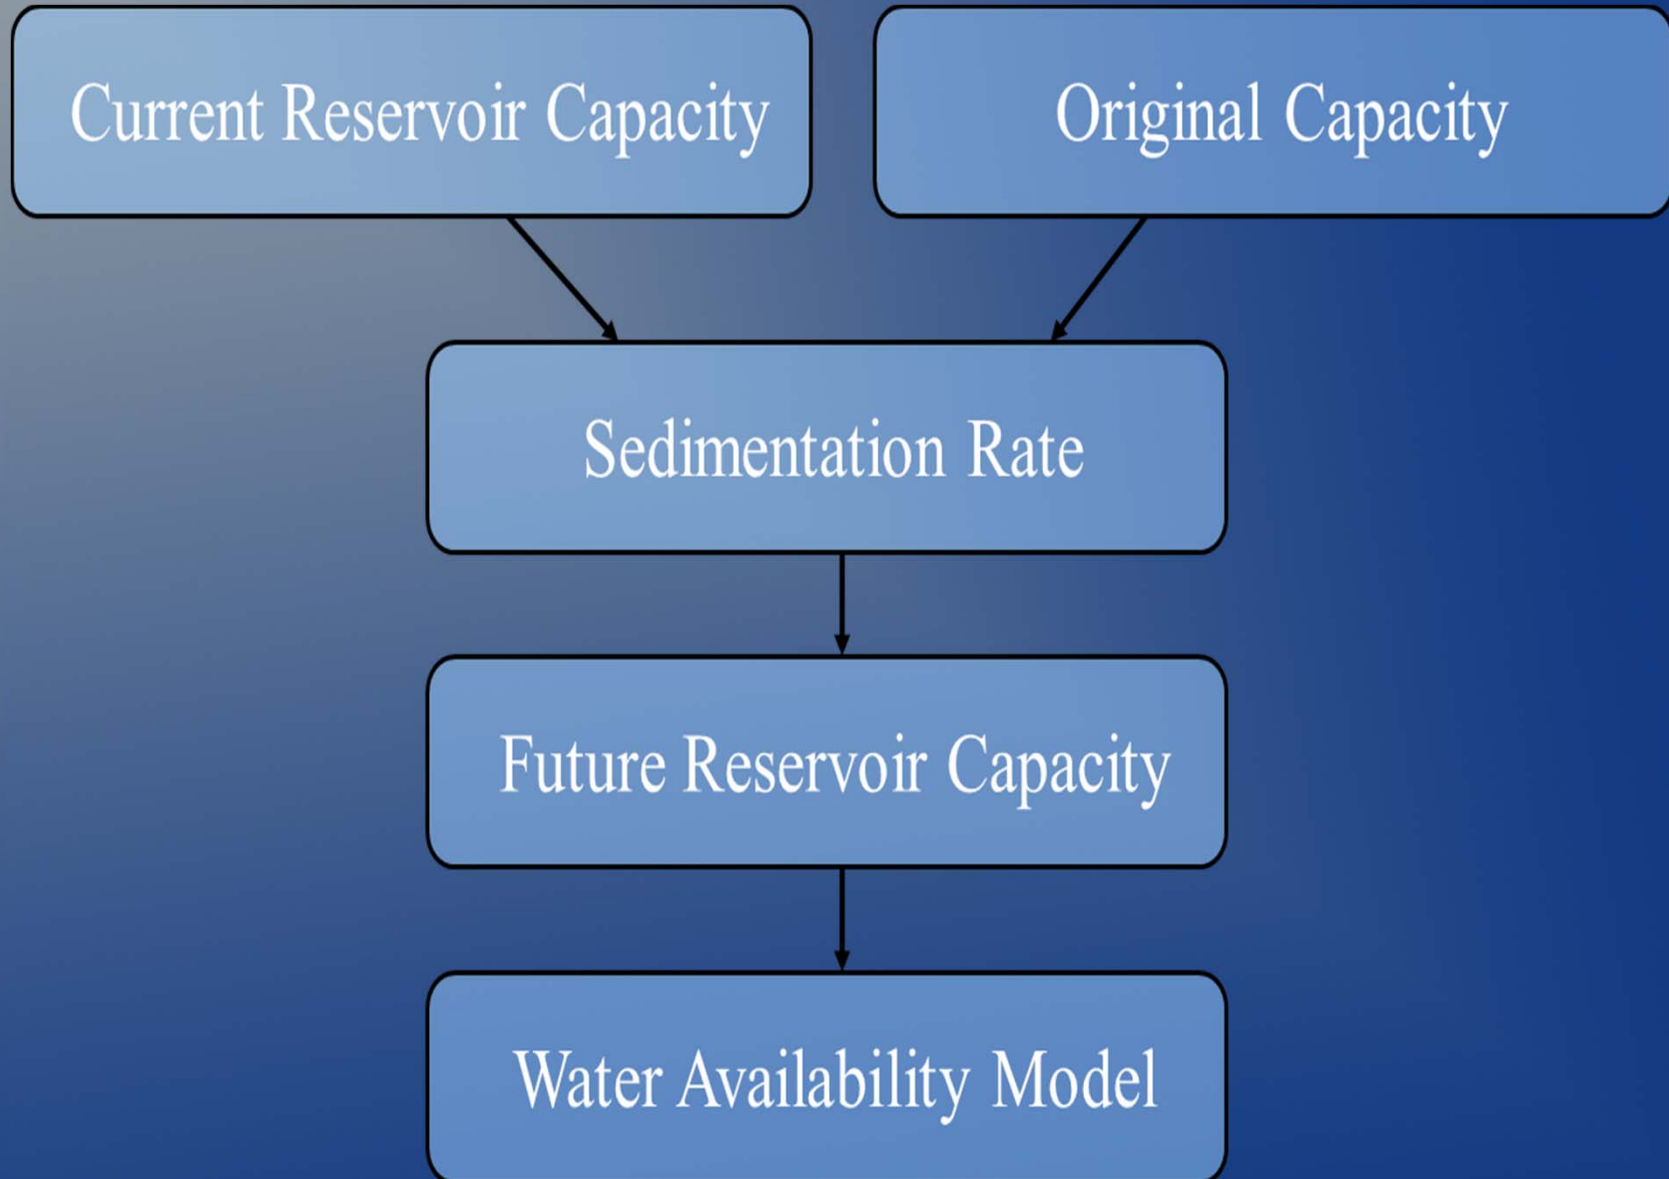 Current Reservoir Capacity
Original Capacity
Sedimentation Rate
Future Reservoir Capacity
Water Availability Model